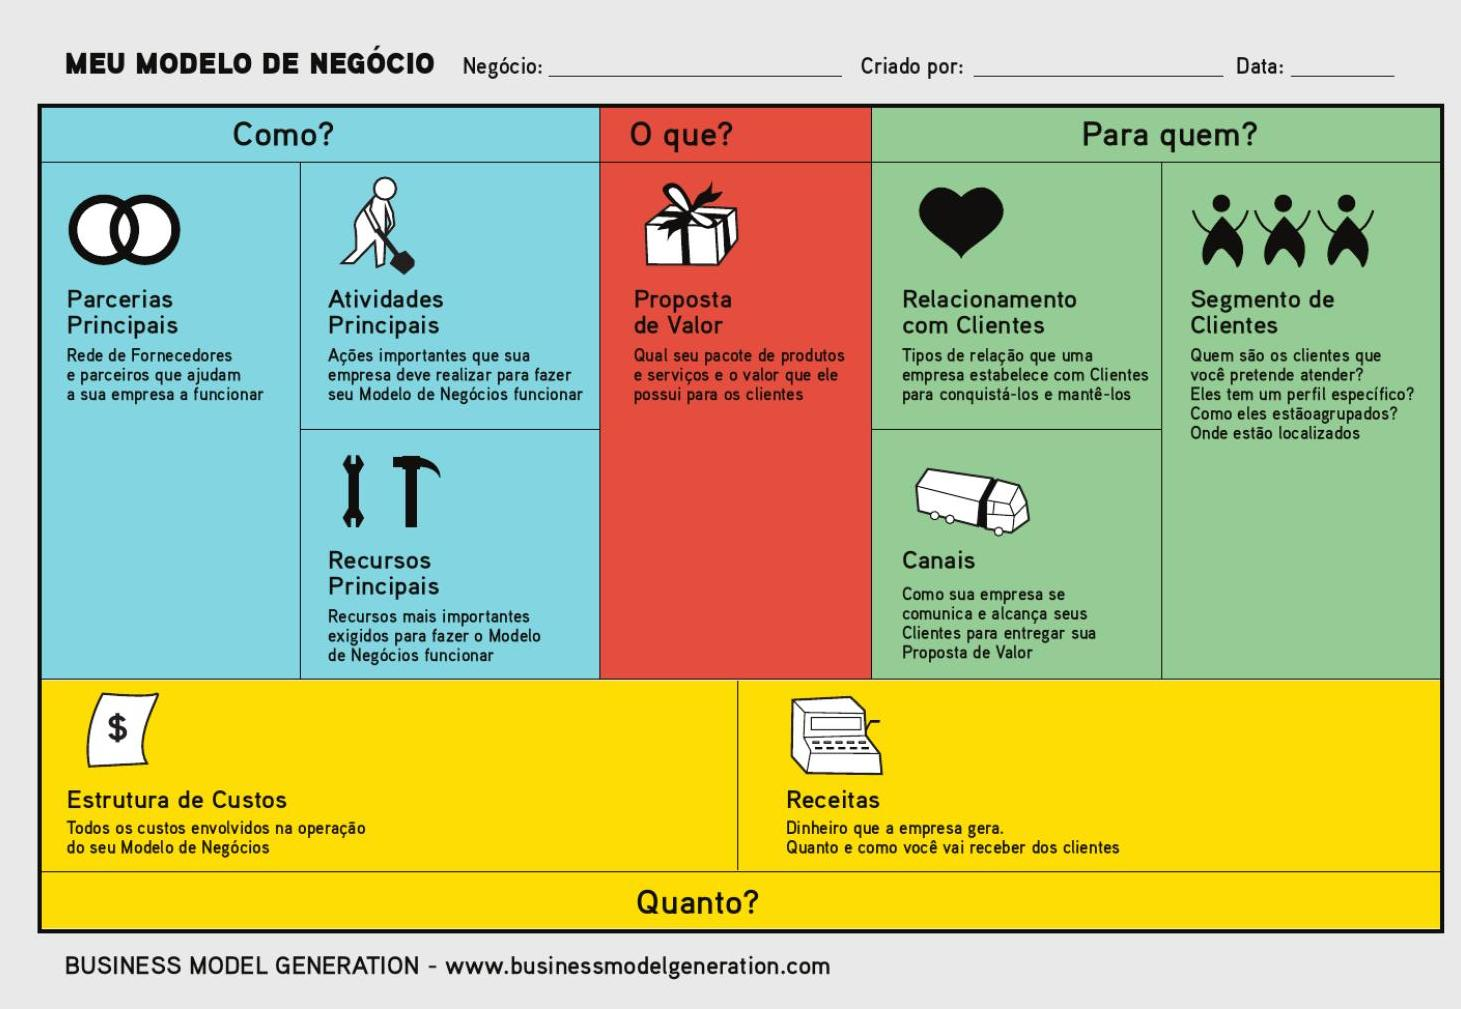 MEU MODELO DE NEGÓCIO Negócio: Criado por: Data:
Como?
O que?
Para quem?
Parcerias
Principais
Rede de Fornecedores
e parceiros que ajudam
a sua empresa a funcionar
Atividades
Principais
Ações importantes que sua
empresa deve realizar para fazer
seu Modelo de Negócios funcionar
Recursos
Principais
Recursos mais importantes
exigidos para fazer o Modelo
de Negócios funcionar
Proposta
de Valor
Qual seu pacote de produtos
e serviços e o valor que ele
possui para os clientes
Relacionamento
com Clientes
Tipos de relação que uma
empresa estabelece com Clientes
para conquistá-los e mantê-los
Canais
Como sua empresa se
comunica e alcança seus
Clientes para entregar sua
Proposta de Valor
Segmento de
Clientes
Quem são os clientes que
você pretende atender?
Eles tem um perfil específico?
Como eles estãoagrupados?
Onde estão localizados
$
Estrutura de Custos
Todos os custos envolvidos na operação
do seu Modelo de Negócios
Receitas
Dinheiro que a empresa gera.
Quanto e como você vai receber dos clientes
Quanto?
BUSINESS MODEL GENERATION - www.businessmodelgeneration.com